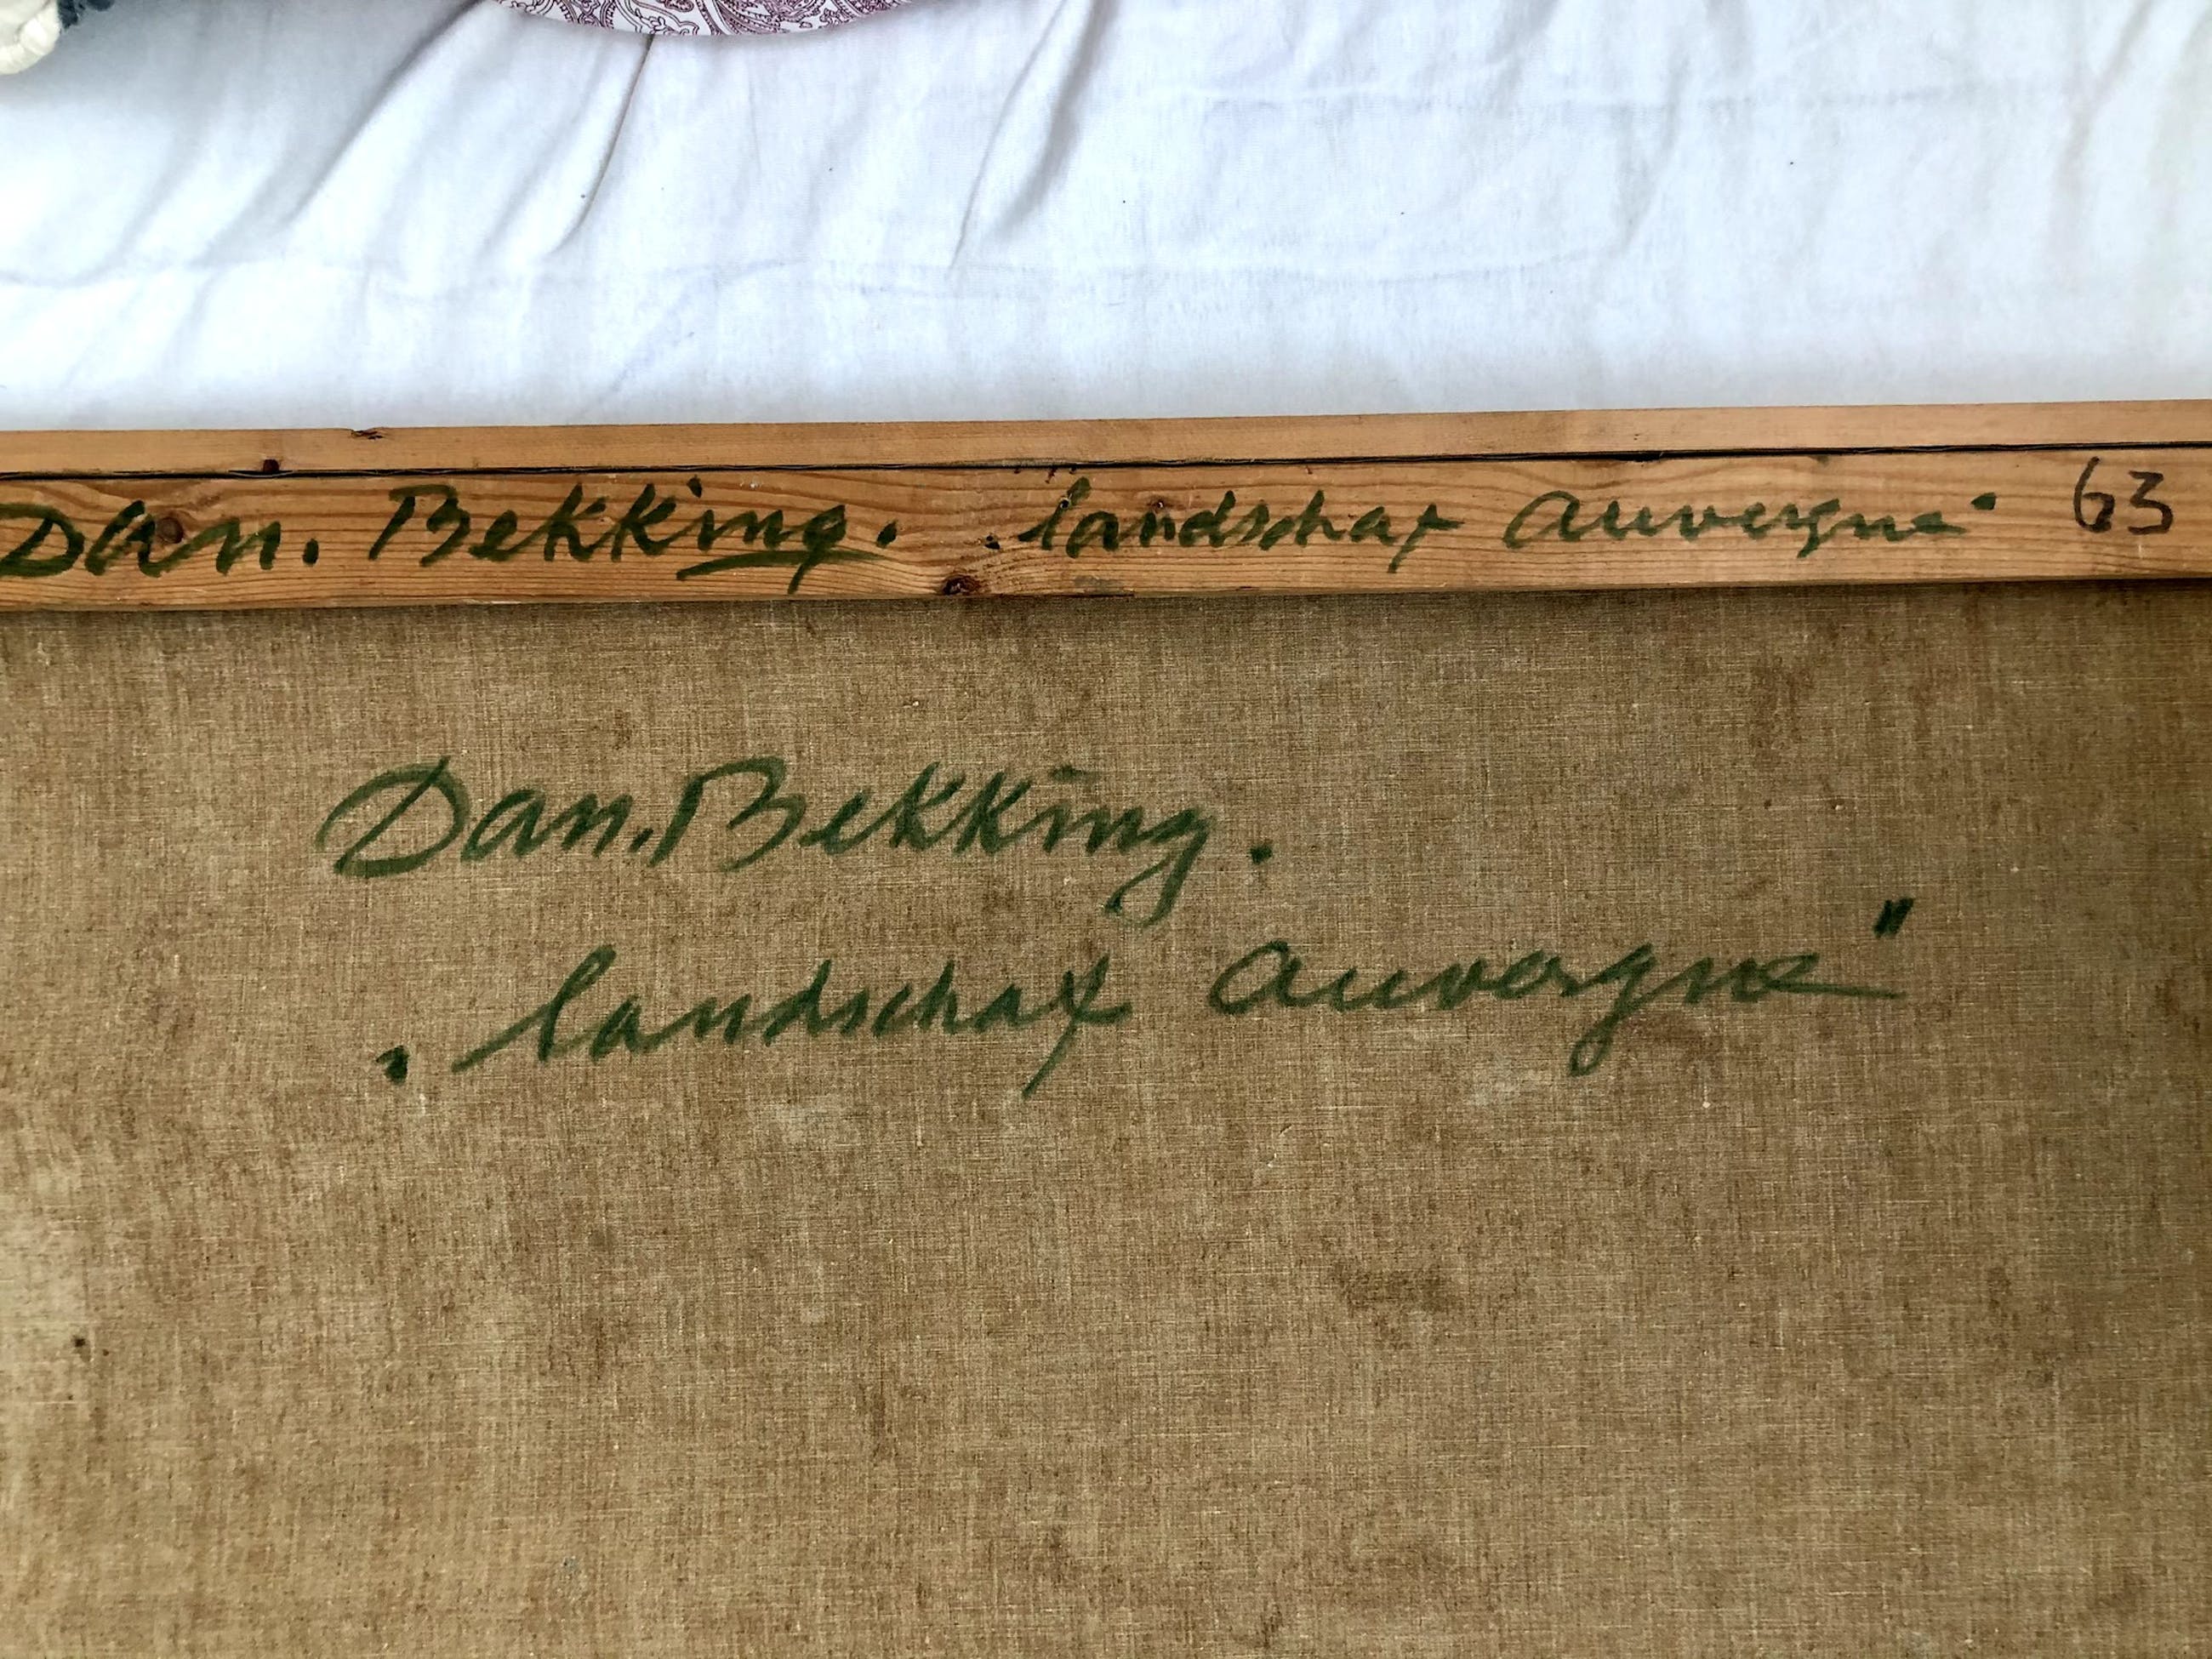 Dan. Bekking. „landschap Auvergne" 63
Dan. Bekking.
„landschap Auvergne"